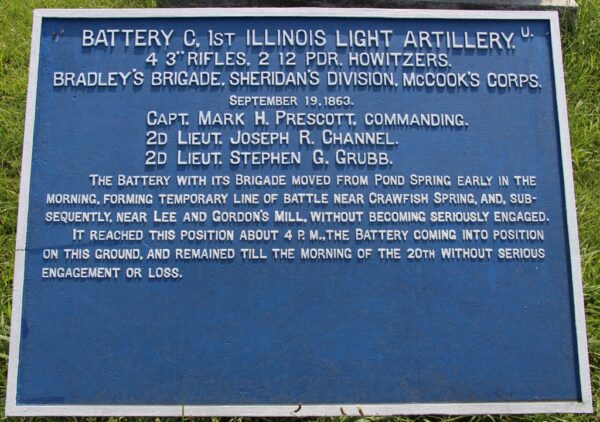 BATTERY C, 1ST ILLINOIS LIGHT ARTILLERY, U.
4 3" RIFLES. 2 12 PDR. HOWITZERS.
BRADLEY'S BRIGADE, SHERIDAN'S DIVISION, MCCOOK'S CORPS.
SEPTEMBER 19, 1863.
CAPT. MARK H. PRESCOTT, COMMANDING.
2D LIEUT. JOSEPH R. CHANNEL.
2D LIEUT. STEPHEN G. GRUBB.
THE BATTERY WITH ITS BRIGADE MOVED FROM POND SPRING EARLY IN THE
MORNING, FORMING TEMPORARY LINE OF BATTLE NEAR CRAWFISH SPRING, AND, SUB-
SEQUENTLY, NEAR LEE AND GORDON'S MILL, WITHOUT BECOMING SERIOUSLY ENGAGED.
IT REACHED THIS POSITION ABOUT 4 P.M., THE BATTERY COMING INTO POSITION
ON THIS GROUND, AND REMAINED TILL THE MORNING OF THE 20TH WITHOUT SERIOUS
ENGAGEMENT OR LOSS.